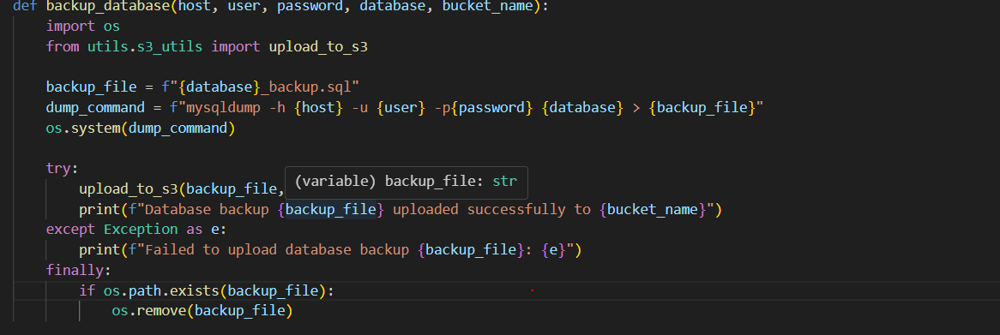 def backup_database(host, user, password, database, bucket_name):
    import os
    from utils.s3_utils import upload_to_s3

    backup_file = f"{database}_backup.sql"
    dump_command = f"mysqldump -h {host} -u {user} -p{password} {database} > {backup_file}"
    os.system(dump_command)

    try:
(variable) backup_file: str
        upload_to_s3(backup_file,
        print(f"Database backup {backup_file} uploaded successfully to {bucket_name}")
    except Exception as e:
        print(f"Failed to upload database backup {backup_file}: {e}")
    finally:
        if os.path.exists(backup_file):
            os.remove(backup_file)